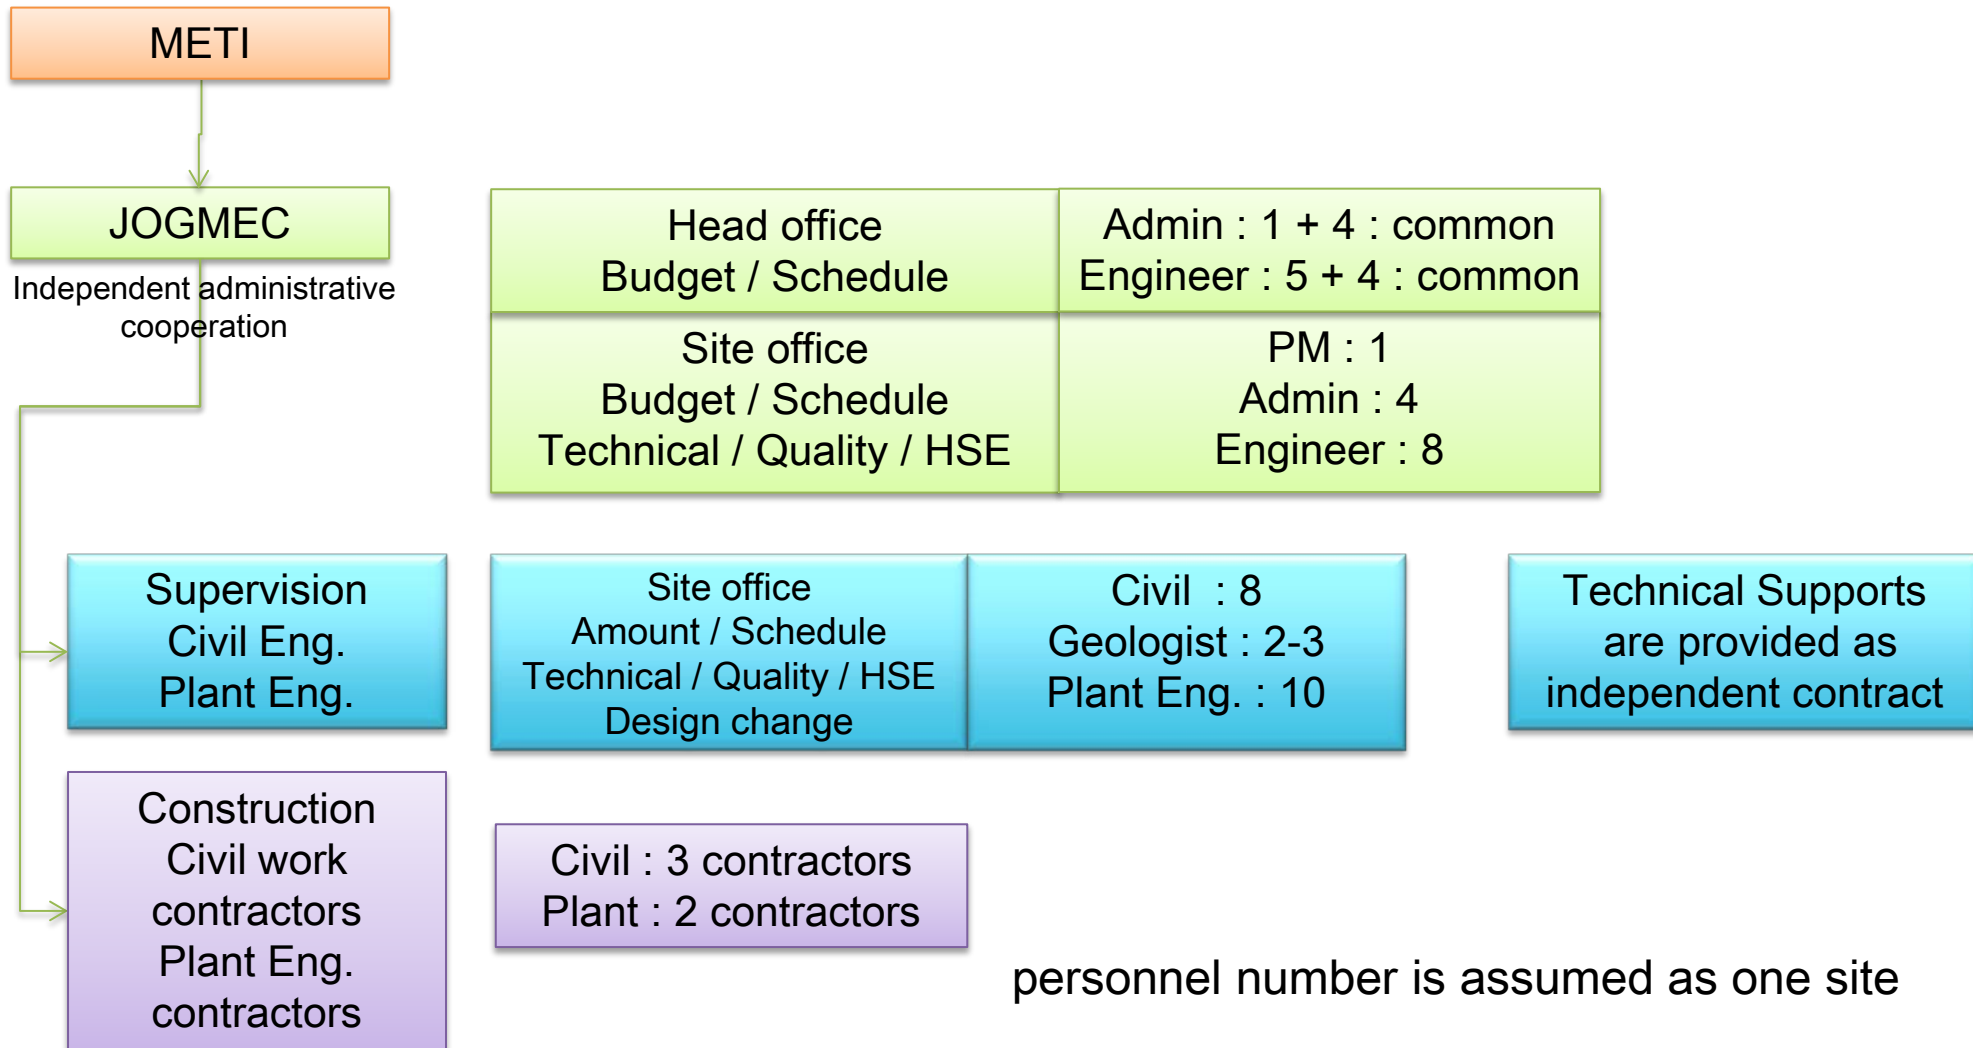 METI
JOGMEC
Independent administrative
cooperation
Head office
Budget / Schedule
Admin : 1 + 4 : common
Engineer : 5 + 4 : common
Site office
Budget / Schedule
Technical / Quality / HSE
PM : 1
Admin : 4
Engineer : 8
Supervision
Civil Eng.
Plant Eng.
Site office
Amount / Schedule
Technical / Quality / HSE
Design change
Civil : 8
Geologist : 2-3
Plant Eng. : 10
Technical Supports
are provided as
independent contract
Construction
Civil work
contractors
Plant Eng.
contractors
Civil : 3 contractors
Plant : 2 contractors
personnel number is assumed as one site